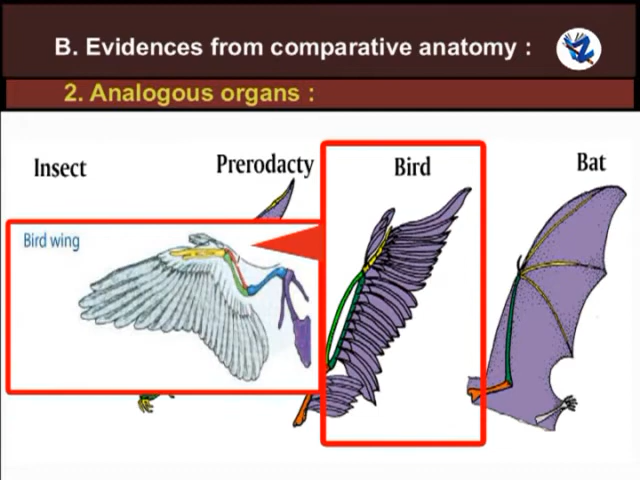 B. Evidences from comparative anatomy :
2. Analogous organs :
Insect
Prerodacty
Bird
Bat
Bird wing